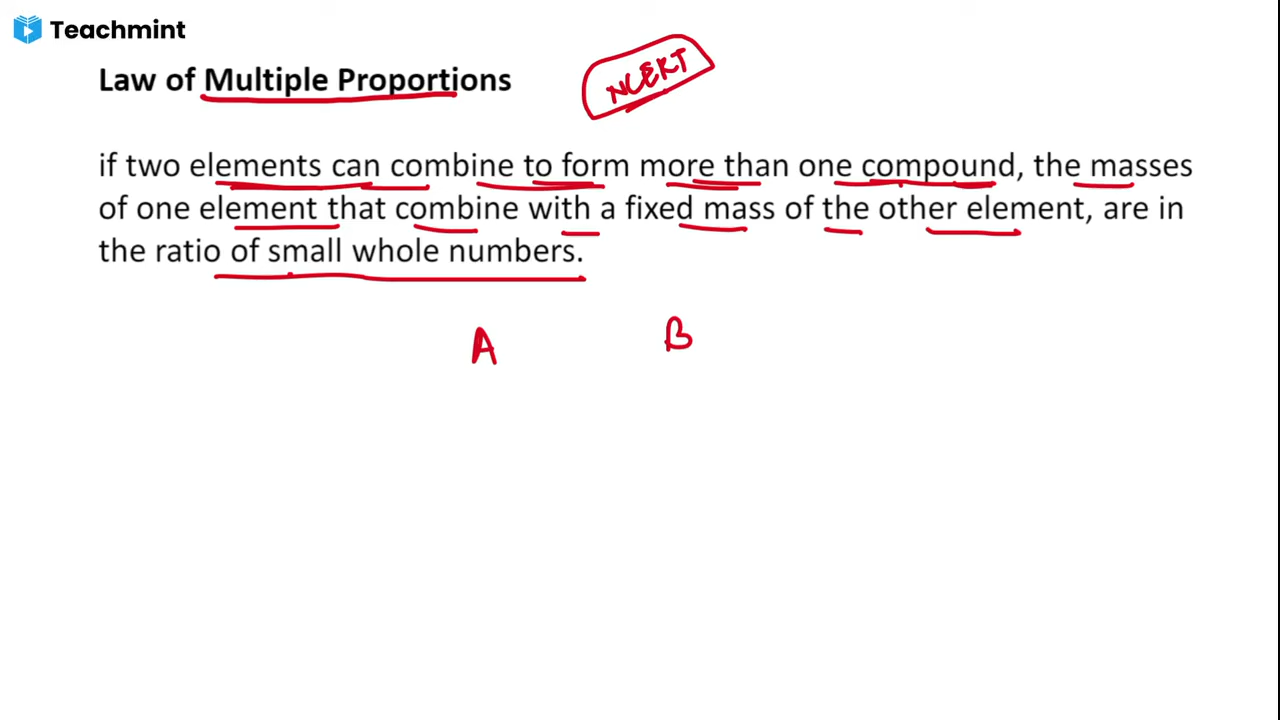 Teachmint
Law of Multiple Proportions
NCERT
if two elements can combine to form more than one compound, the masses
of one element that combine with a fixed mass of the other element, are in
the ratio of small whole numbers.
A B